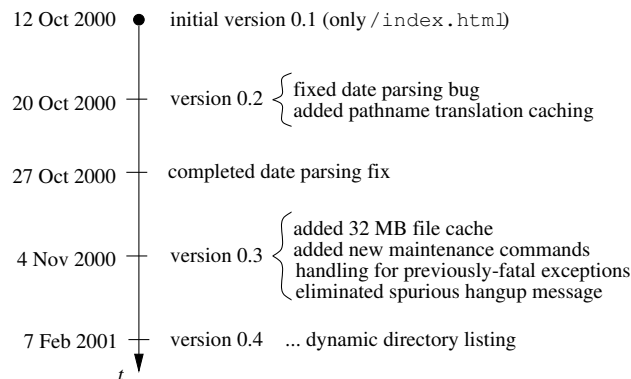 12 Oct 2000 initial version 0.1 (only /index.html)
20 Oct 2000 version 0.2
fixed date parsing bug
added pathname translation caching
27 Oct 2000 completed date parsing fix
4 Nov 2000 version 0.3
added 32 MB file cache
added new maintenance commands
handling for previously-fatal exceptions
eliminated spurious hangup message
7 Feb 2001 version 0.4 ... dynamic directory listing
t